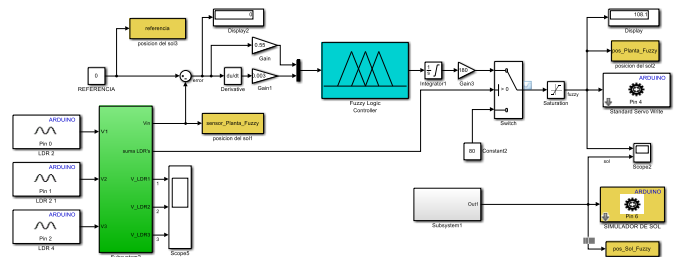 referencia
posicion del sol3
0
Display2
108.1
Display
pos_Planta_Fuzzy
posicion del sol2
0
REFERENCIA
error
0.55
Gain
du/dt
Derivative
0.003
Gain1
Fuzzy Logic
Controller
1
s
Integrator1
180
Gain3
> 0
Switch
Saturation
fuzzy
ARDUINO
Pin 4
Standard Servo Write
80
Constant2
sensor_Planta_Fuzzy
posicion del sol1
ARDUINO
Pin 0
LDR 2
ARDUINO
Pin 1
LDR 2 1
ARDUINO
Pin 2
LDR 4
V1
V2
V3
Vin
suma LDR's
V_LDR1
V_LDR2
V_LDR3
1
2
3
Scope5
Out1
Subsystem1
sol
Scope2
ARDUINO
Pin 6
SIMULADOR DE SOL
pos_Sol_Fuzzy